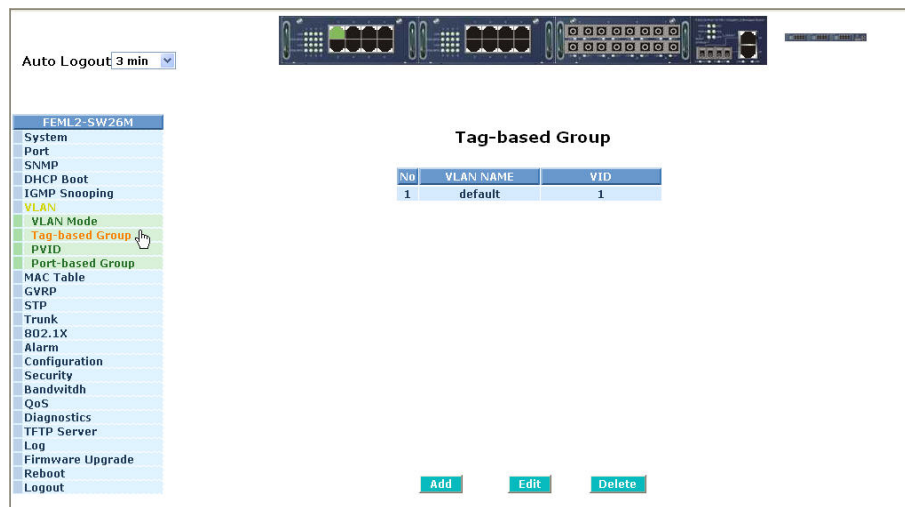 Auto Logout 3 min
FEML2-SW26M
System
Port
SNMP
DHCP Boot
IGMP Snooping
VLAN
VLAN Mode
Tag-based Group
PVID
Port-based Group
MAC Table
GVRP
STP
Trunk
802.1X
Alarm
Configuration
Security
Bandwitdh
QoS
Diagnostics
TFTP Server
Log
Firmware Upgrade
Reboot
Logout
Tag-based Group
No VLAN NAME VID
1 default 1
Add Edit Delete